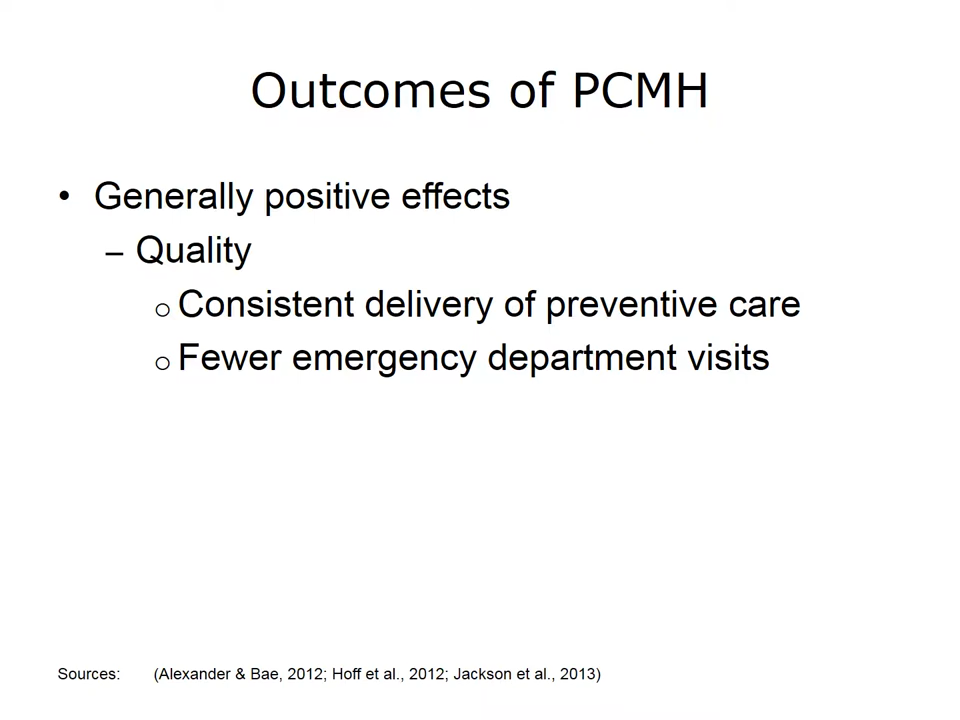 Outcomes of PCMH
• Generally positive effects
– Quality
o Consistent delivery of preventive care
o Fewer emergency department visits
Sources: (Alexander & Bae, 2012; Hoff et al., 2012; Jackson et al., 2013)